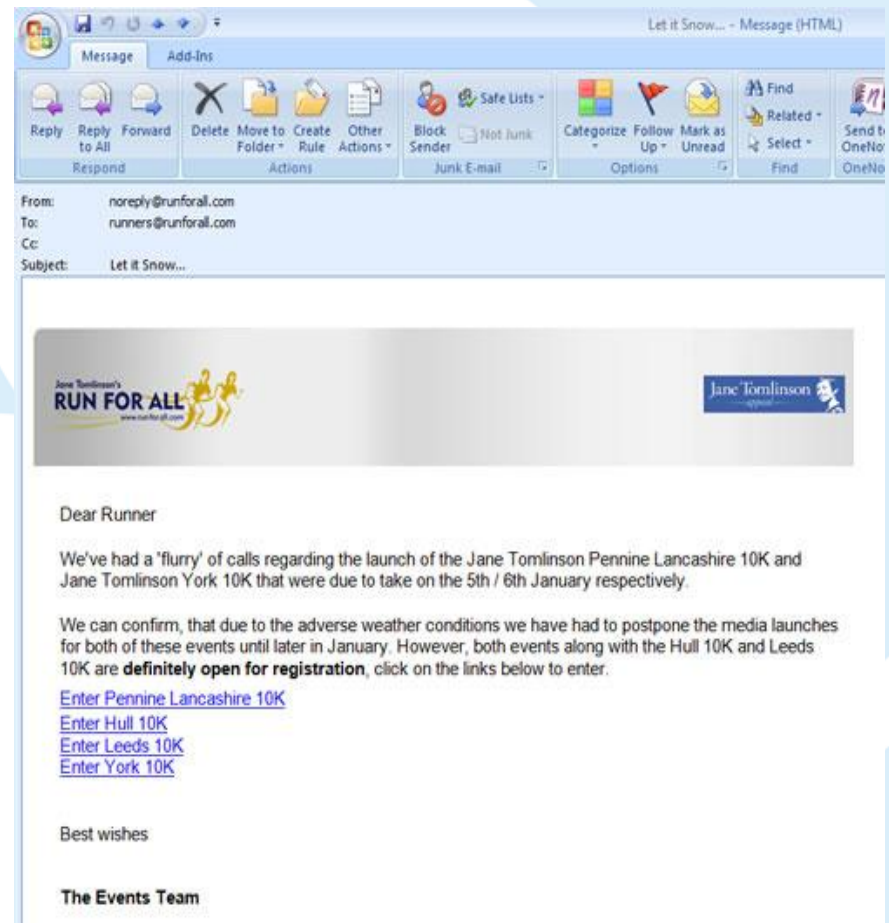 Let it Snow... - Message (HTML)
Message Add-Ins
Reply Reply to All Forward Delete Move to Folder Create Rule Other Actions Block Sender Safe Lists Not Junk Categorize Follow Up Mark as Unread Find Related Select Send to
Respond Actions Junk E-mail Options Find
From: noreply@runforall.com
To: runners@runforall.com
Cc:
Subject: Let it Snow...
Jane Tomlinson's
RUN FOR ALL
www.runforall.com
Jane Tomlinson
appeal
Dear Runner
We've had a 'flurry' of calls regarding the launch of the Jane Tomlinson Pennine Lancashire 10K and
Jane Tomlinson York 10K that were due to take on the 5th / 6th January respectively.
We can confirm, that due to the adverse weather conditions we have had to postpone the media launches
for both of these events until later in January. However, both events along with the Hull 10K and Leeds
10K are definitely open for registration, click on the links below to enter.
Enter Pennine Lancashire 10K
Enter Hull 10K
Enter Leeds 10K
Enter York 10K
Best wishes
The Events Team